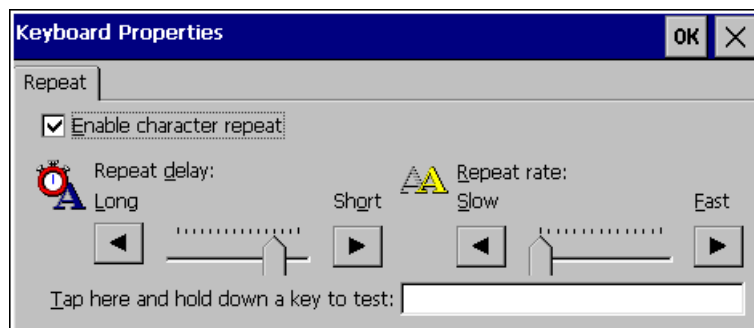 Keyboard Properties OK
Repeat
Enable character repeat
Repeat delay: Repeat rate:
Long Short Slow Fast
Tap here and hold down a key to test: